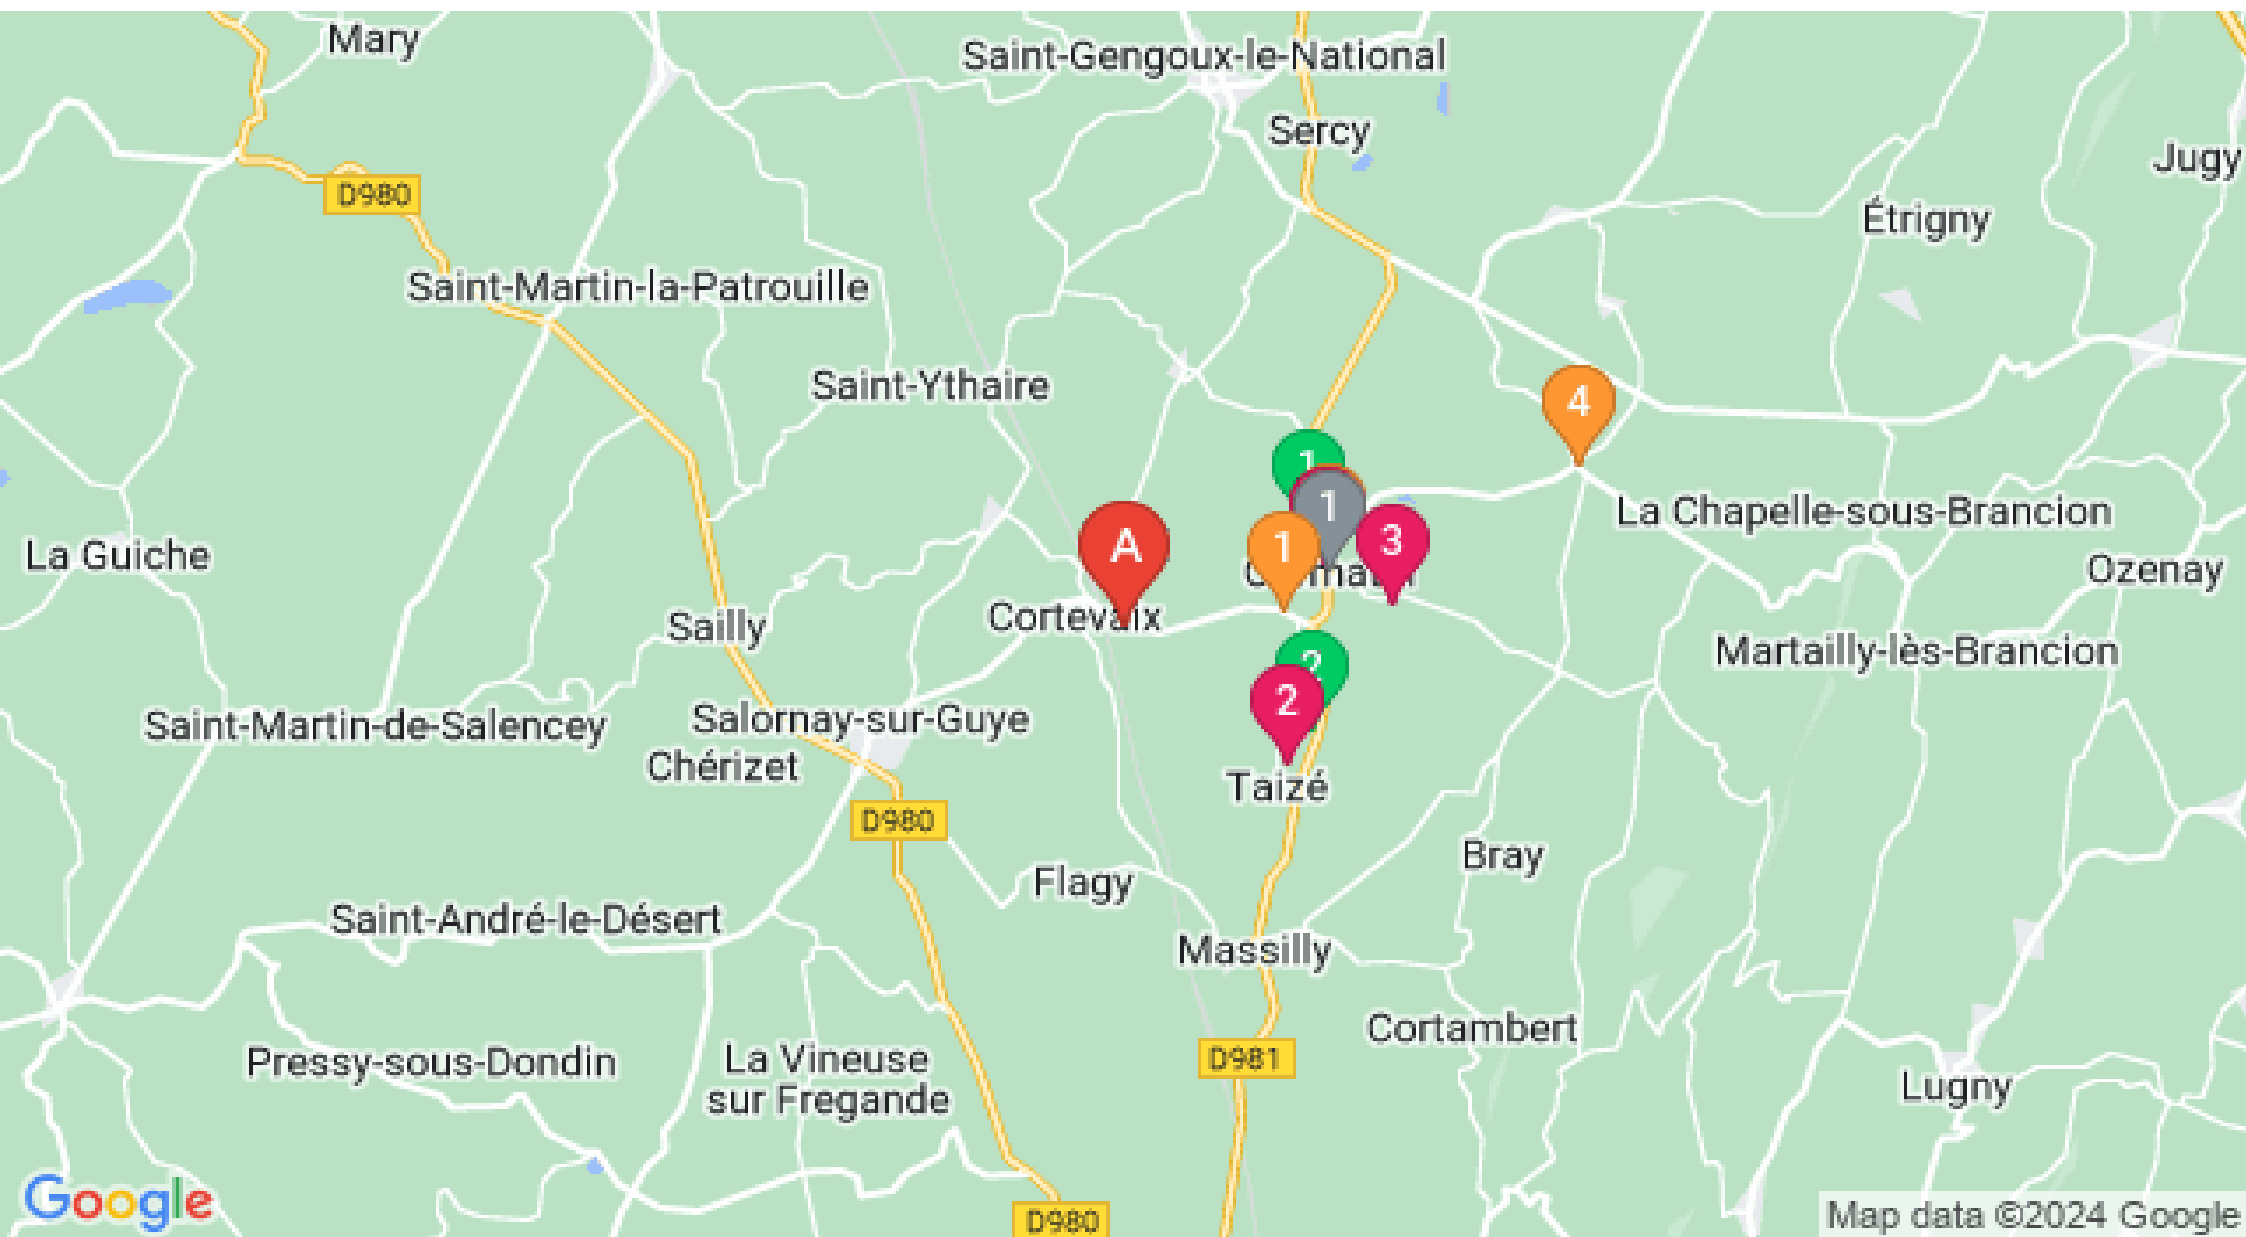 Mary
Saint-Gengoux-le-National
Sercy
Jugy
D980
Étrigny
Saint-Martin-la-Patrouille
Saint-Ythaire
4
1
1
La Chapelle-sous-Brancion
A
1
3
La Guiche
Ozenay
Cortevaix
Sailly
Martailly-lès-Brancion
2
2
Saint-Martin-de-Salencey
Salornay-sur-Guye
Chérizet
Taizé
D980
Bray
Flagy
Saint-André-le-Désert
Massilly
Cortambert
D981
Pressy-sous-Dondin
La Vineuse
sur Fregande
Lugny
Google
D980
Map data ©2024 Google